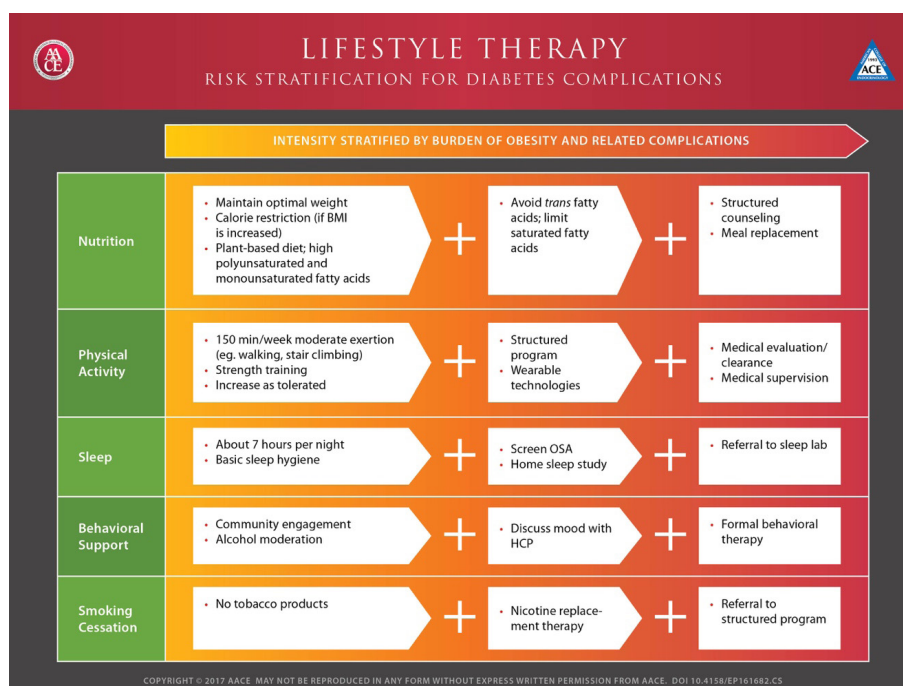 AA
CE
LIFESTYLE THERAPY
RISK STRATIFICATION FOR DIABETES COMPLICATIONS
ACE
INTENSITY STRATIFIED BY BURDEN OF OBESITY AND RELATED COMPLICATIONS
Nutrition
• Maintain optimal weight
• Calorie restriction (if BMI
is increased)
• Plant-based diet; high
polyunsaturated and
monounsaturated fatty acids
+
• Avoid trans fatty
acids; limit
saturated fatty
acids
+
• Structured
counseling
• Meal replacement
Physical
Activity
• 150 min/week moderate exertion
(eg. walking, stair climbing)
• Strength training
• Increase as tolerated
+
• Structured
program
• Wearable
technologies
+
• Medical evaluation/
clearance
• Medical supervision
Sleep
• About 7 hours per night
• Basic sleep hygiene
+
• Screen OSA
• Home sleep study
+
• Referral to sleep lab
Behavioral
Support
• Community engagement
• Alcohol moderation
+
• Discuss mood with
HCP
+
• Formal behavioral
therapy
Smoking
Cessation
• No tobacco products
+
• Nicotine replace-
ment therapy
+
• Referral to
structured program
COPYRIGHT © 2017 AACE MAY NOT BE REPRODUCED IN ANY FORM WITHOUT EXPRESS WRITTEN PERMISSION FROM AACE. DOI 10.4158/EP161682.CS